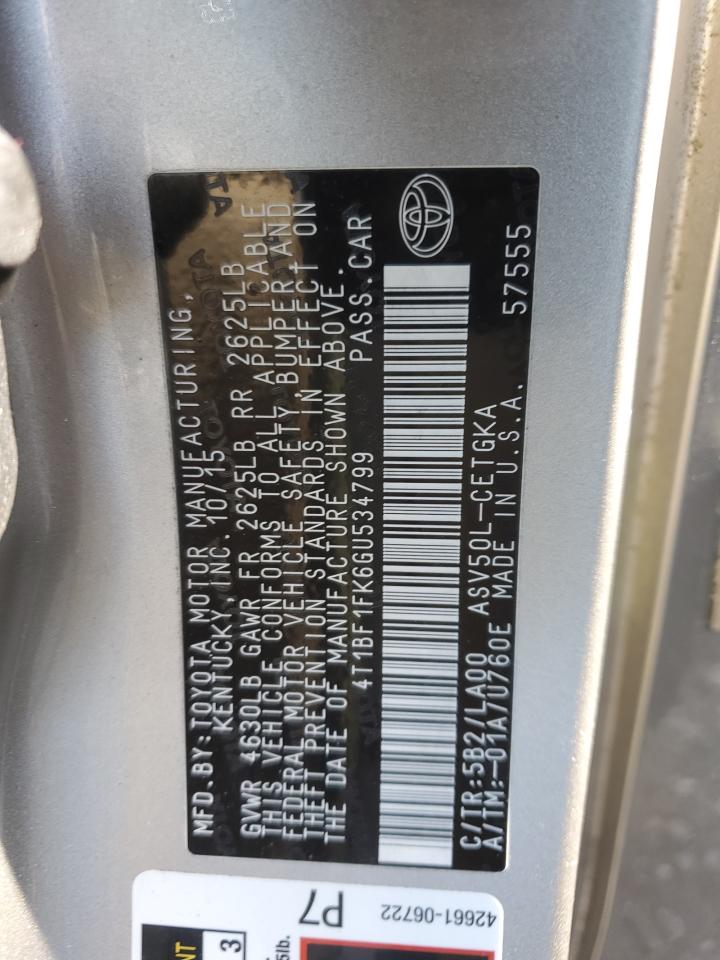 MFD. BY: TOYOTA MOTOR MANUFACTURING,
KENTUCKY, INC. 10/15
GVWR 4630LB GAWR FR 2625LB RR 2625LB
THIS VEHICLE CONFORMS TO ALL APPLICABLE
FEDERAL MOTOR VEHICLE SAFETY, BUMPER AND
THEFT PREVENTION STANDARDS IN EFFECT ON
THE DATE OF MANUFACTURE SHOWN ABOVE.
4T1BF1FK6GU534799 PASS. CAR
C/TR: 5B2/LA00 ASV50L-CETGKA
A/TM: -01A/U760E MADE IN U.S.A. 57555
42661-06722
P7
NT
3
5lb.